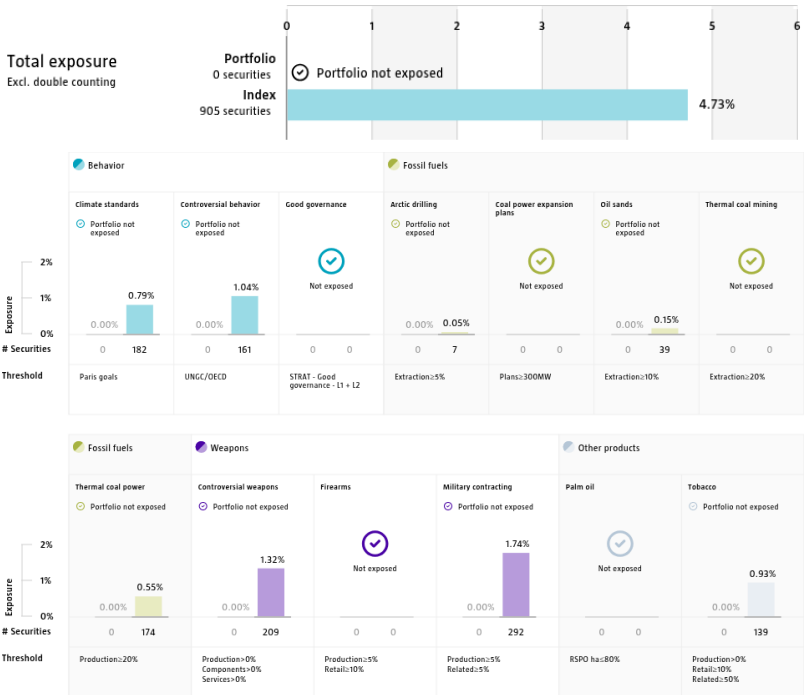 0 1 2 3 4 5 6
Total exposure
Excl. double counting
Portfolio
0 securities
Portfolio not exposed
Index
905 securities
4.73%
Behavior
Fossil fuels
Climate standards
Controversial behavior
Good governance
Arctic drilling
Coal power expansion
plans
Oil sands
Thermal coal mining
Portfolio not
exposed
Portfolio not
exposed
Not exposed
Portfolio not
exposed
Not exposed
Portfolio not
exposed
Not exposed
Exposure
2%
1%
0%
0.00% 0.79%
0.00% 1.04%
0.00% 0.05%
0.00% 0.15%
# Securities 0 182 0 161 0 0 0 7 0 0 0 39 0 0
Threshold
Paris goals
UNGC/OECD
STRAT - Good
governance - L1 + L2
Extraction≥5%
Plans≥300MW
Extraction≥10%
Extraction≥20%
Fossil fuels
Weapons
Other products
Thermal coal power
Controversial weapons
Firearms
Military contracting
Palm oil
Tobacco
Portfolio not exposed
Portfolio not exposed
Not exposed
Portfolio not exposed
Not exposed
Portfolio not exposed
Exposure
2%
1%
0%
0.00% 0.55%
0.00% 1.32%
0.00% 1.74%
0.00% 0.93%
# Securities 0 174 0 209 0 0 0 292 0 0 0 139
Threshold
Production≥20%
Production>0%
Components>0%
Services>0%
Production≥5%
Retail≥10%
Production≥5%
Related≥5%
RSPO ha≤80%
Production>0%
Retail≥10%
Related≥50%